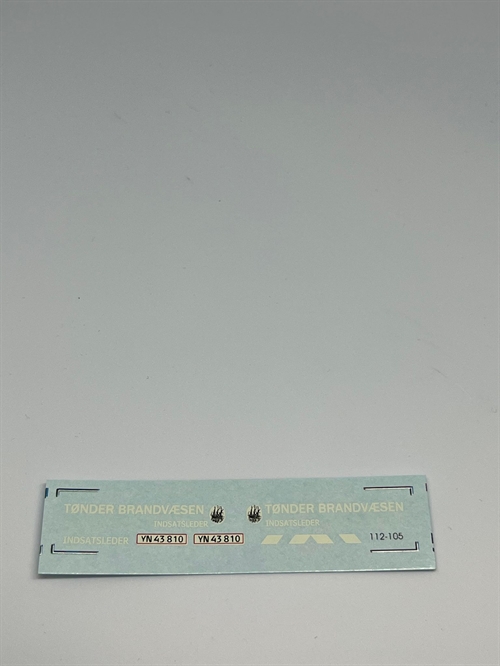 TØNDER BRANDVÆSEN TØNDER BRANDVÆSEN
INDSATSLEDER INDSATSLEDER
INDSATSLEDER YN 43 810 YN 43 810 112-105